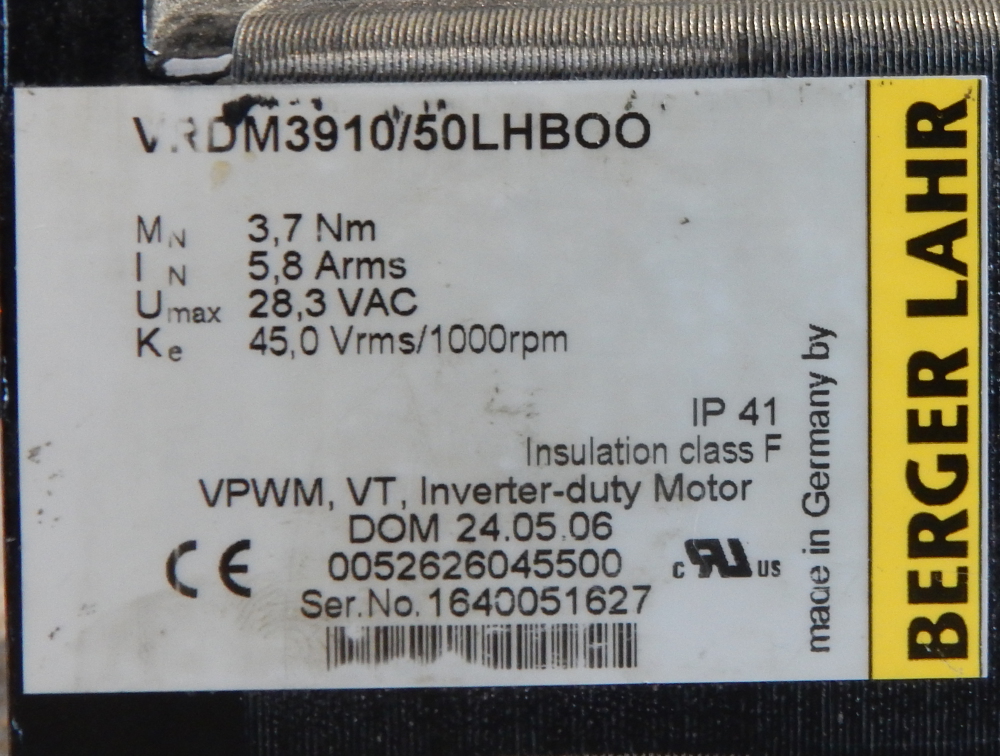 VRDM3910/50LHBOO
MN 3,7 Nm
IN 5,8 Arms
Umax 28,3 VAC
Ke 45,0 Vrms/1000rpm
IP 41
Insulation class F
VPWM, VT, Inverter-duty Motor
DOM 24.05.06
CE 0052626045500 c RU US
Ser.No. 1640051627
made in Germany by
BERGER LAHR